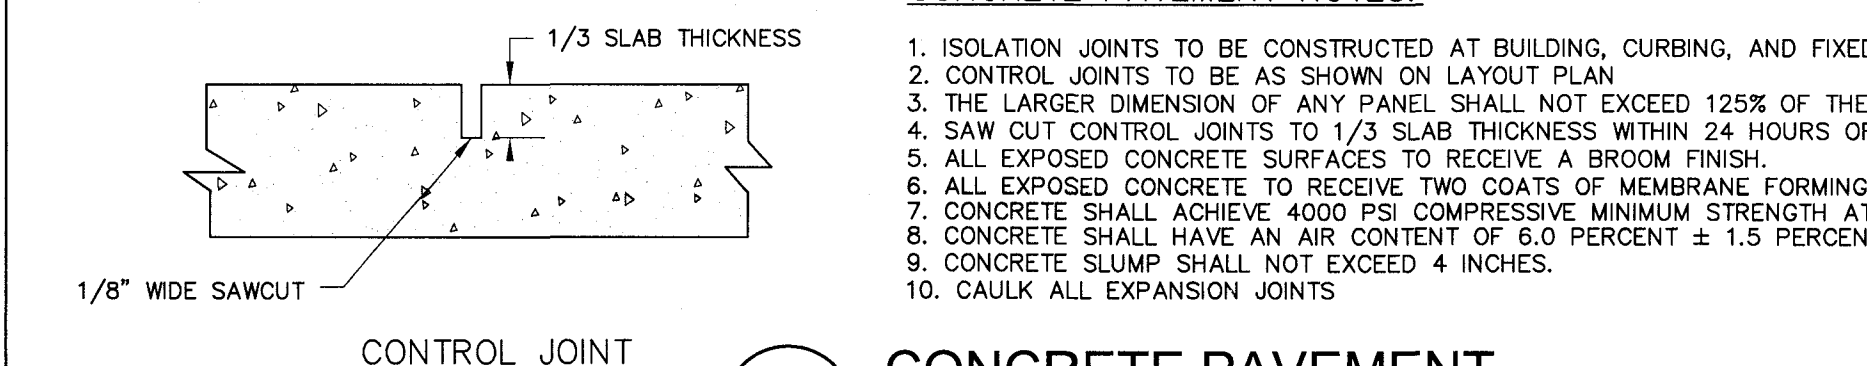 CONCRETE PAVEMENT NOTES:
1/3 SLAB THICKNESS
1/8" WIDE SAWCUT
CONTROL JOINT
1. ISOLATION JOINTS TO BE CONSTRUCTED AT BUILDING, CURBING, AND FIXED
2. CONTROL JOINTS TO BE AS SHOWN ON LAYOUT PLAN
3. THE LARGER DIMENSION OF ANY PANEL SHALL NOT EXCEED 125% OF THE
4. SAW CUT CONTROL JOINTS TO 1/3 SLAB THICKNESS WITHIN 24 HOURS OF
5. ALL EXPOSED CONCRETE SURFACES TO RECEIVE A BROOM FINISH.
6. ALL EXPOSED CONCRETE TO RECEIVE TWO COATS OF MEMBRANE FORMING
7. CONCRETE SHALL ACHIEVE 4000 PSI COMPRESSIVE MINIMUM STRENGTH AT
8. CONCRETE SHALL HAVE AN AIR CONTENT OF 6.0 PERCENT ± 1.5 PERCEN
9. CONCRETE SLUMP SHALL NOT EXCEED 4 INCHES.
10. CAULK ALL EXPANSION JOINTS
CONCRETE PAVEMENT